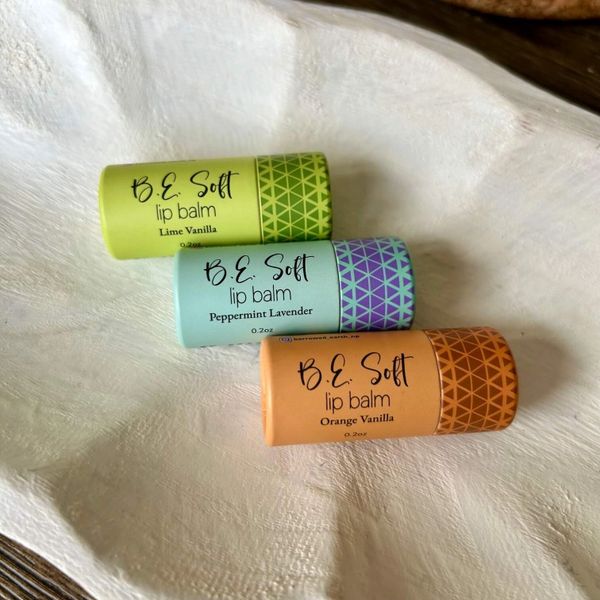 B.E. Soft
lip balm
Lime Vanilla
0.2oz
B.E. Soft
lip balm
Peppermint Lavender
0.2oz
B.E. Soft
lip balm
Orange Vanilla
0.2oz